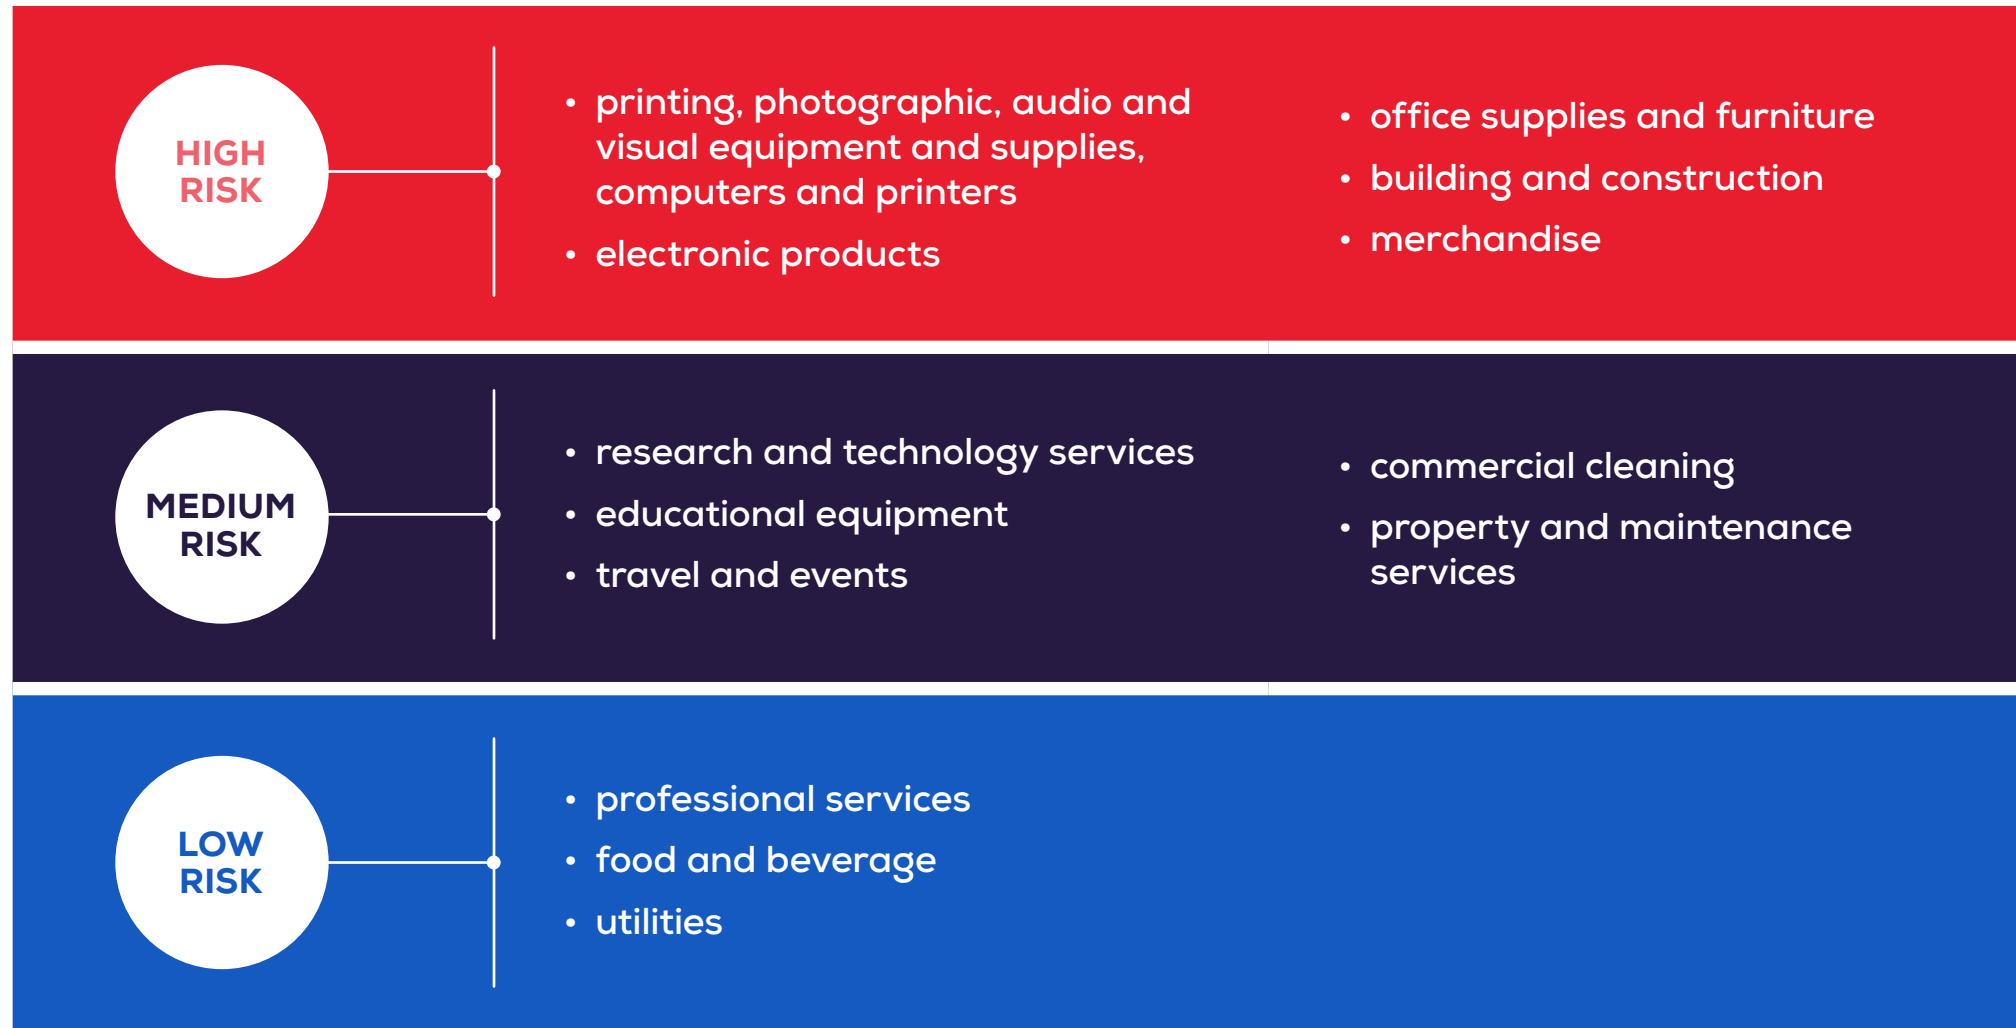 HIGH
RISK
• printing, photographic, audio and
visual equipment and supplies,
computers and printers
• electronic products
• office supplies and furniture
• building and construction
• merchandise
MEDIUM
RISK
• research and technology services
• educational equipment
• travel and events
• commercial cleaning
• property and maintenance
services
LOW
RISK
• professional services
• food and beverage
• utilities